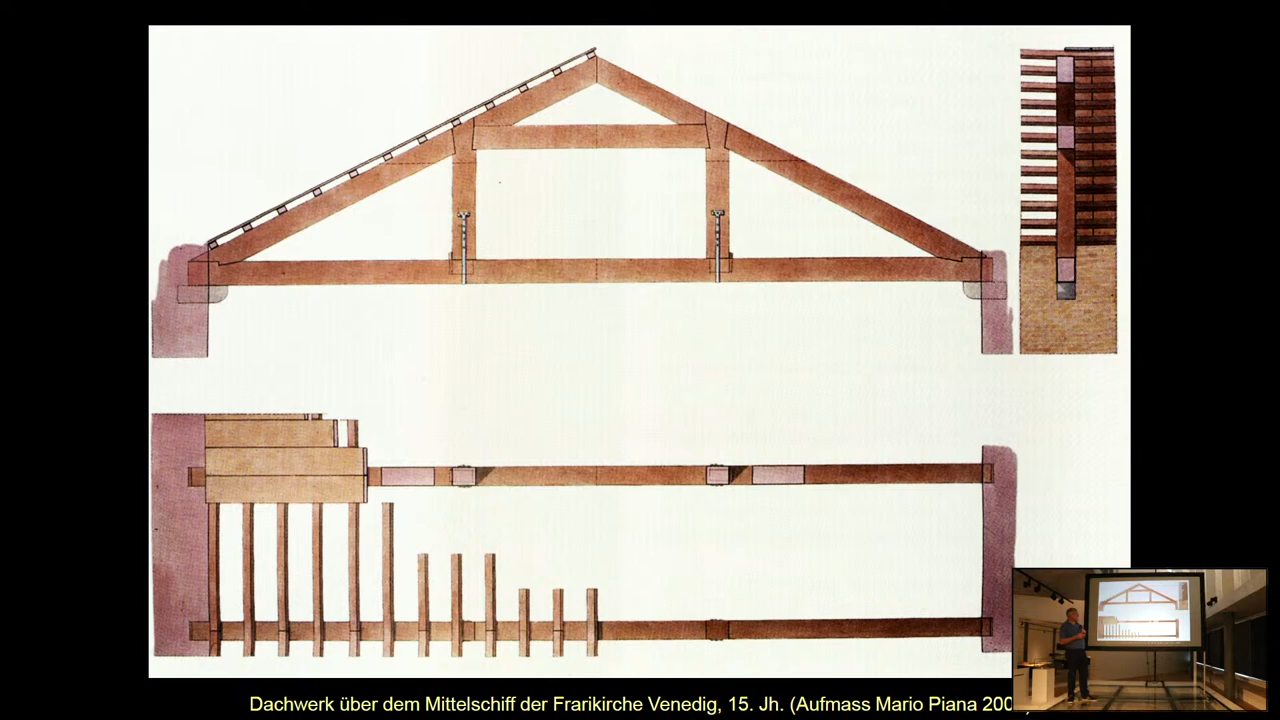 Dachwerk über dem Mittelschiff der Frarikirche Venedig, 15. Jh. (Aufmass Mario Piana